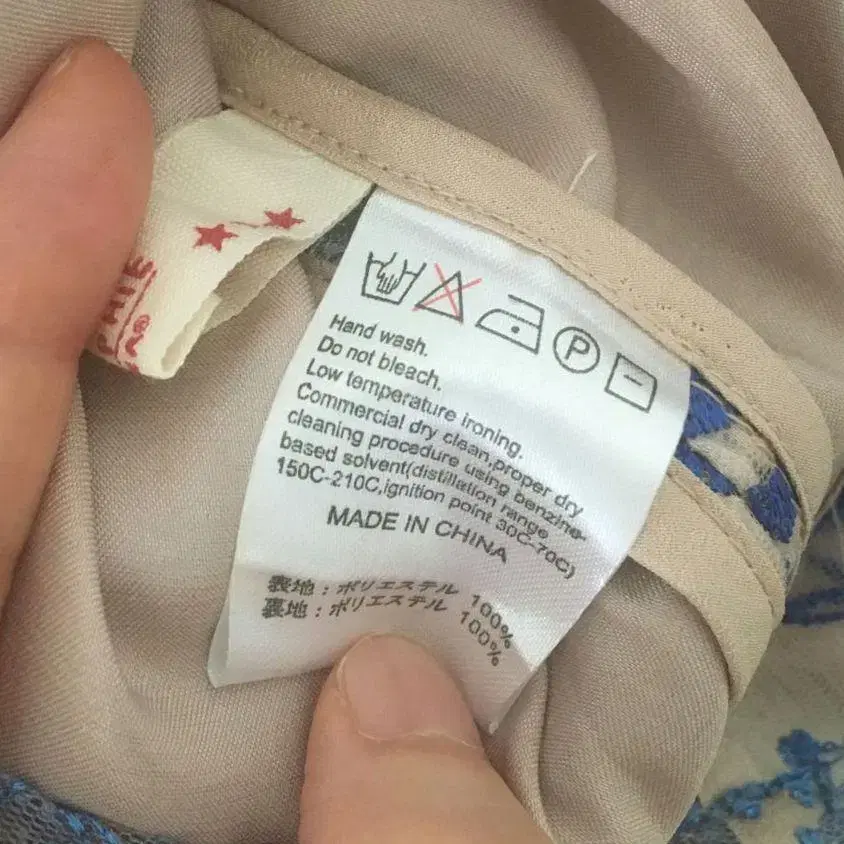 P
Hand wash.
Do not bleach.
Low temperature ironing.
Commercial dry clean,proper dry
cleaning procedure using benzine-
based solvent(distillation range
150C-210C,ignition point 30C-70C)
MADE IN CHINA
表地：ポリエステル 100%
裏地：ポリエステル 100%